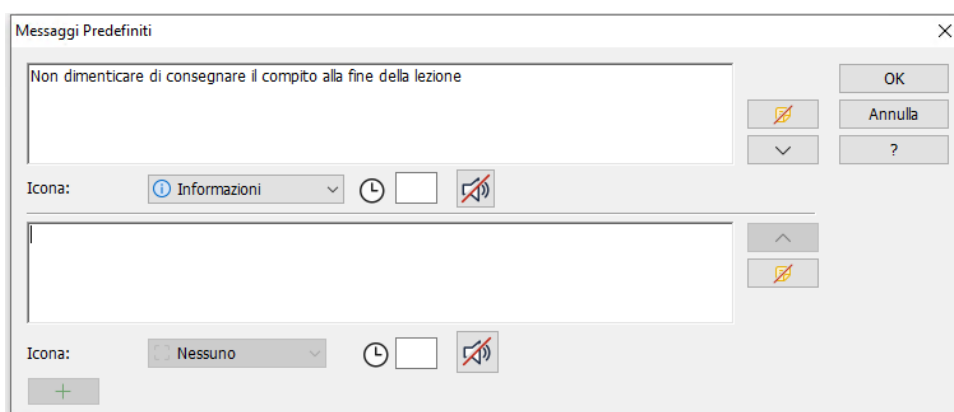 Messaggi Predefiniti
Non dimenticare di consegnare il compito alla fine della lezione
OK
Annulla
?
Icona:
Informazioni
Icona:
Nessuno